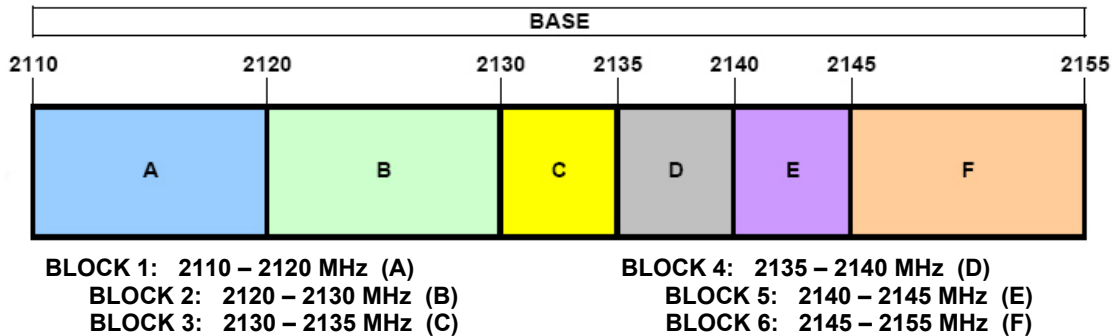 BASE
2110 2120 2130 2135 2140 2145 2155
A B C D E F
BLOCK 1: 2110 – 2120 MHz (A)
BLOCK 2: 2120 – 2130 MHz (B)
BLOCK 3: 2130 – 2135 MHz (C)
BLOCK 4: 2135 – 2140 MHz (D)
BLOCK 5: 2140 – 2145 MHz (E)
BLOCK 6: 2145 – 2155 MHz (F)